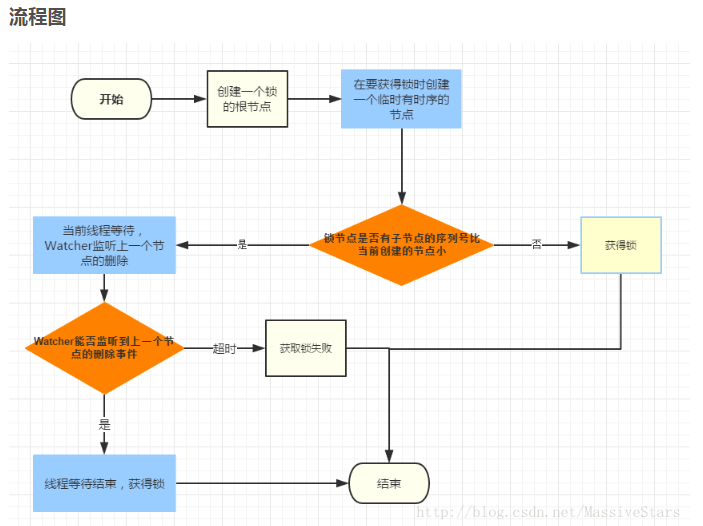 流程图
开始
创建一个锁
的根节点
在要获得锁时创建
一个临时有时序的
节点
当前线程等待，
Watcher监听上一个节
点的删除
是
锁节点是否有子节点的序列号比
当前创建的节点小
否
获得锁
Watcher能否监听到上一个节
点的删除事件
超时
获取锁失败
是
线程等待结束，获得锁
结束
http://blog.csdn.net/MassiveStars